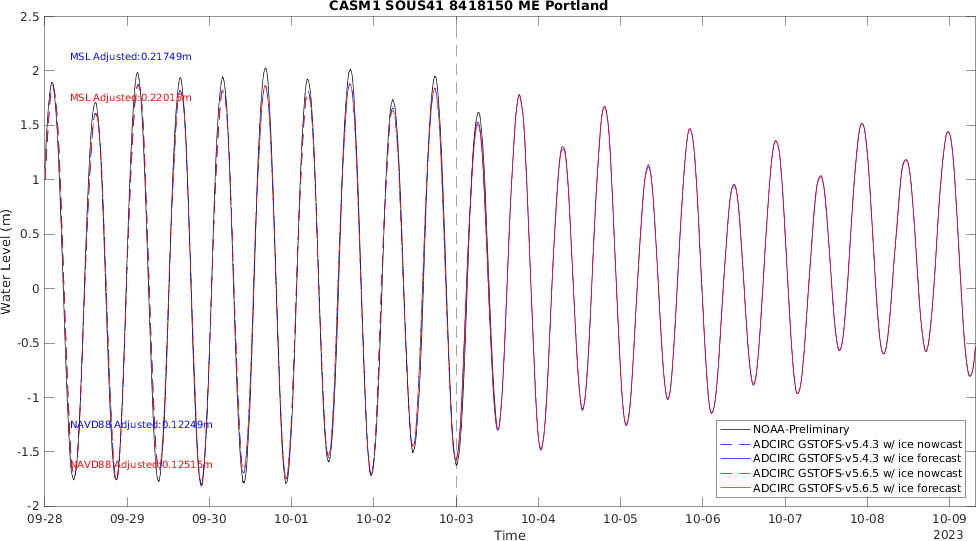 CASM1 SOUS41 8418150 ME Portland
2.5
2
1.5
1
0.5
0
-0.5
-1
-1.5
-2
Water Level (m)
MSL Adjusted:0.21749m
MSL Adjusted:0.22015m
NAVD88 Adjusted:0.12249m
NAVD88 Adjusted:0.12515m
NOAA-Preliminary
ADCIRC GSTOFS-v5.4.3 w/ ice nowcast
ADCIRC GSTOFS-v5.4.3 w/ ice forecast
ADCIRC GSTOFS-v5.6.5 w/ ice nowcast
ADCIRC GSTOFS-v5.6.5 w/ ice forecast
09-28 09-29 09-30 10-01 10-02 10-03 10-04 10-05 10-06 10-07 10-08 10-09
2023
Time